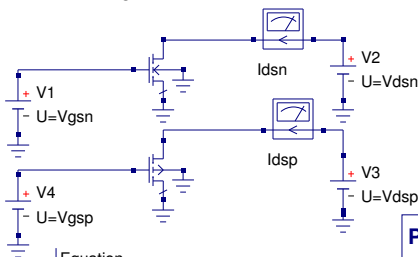 V2
U=Vdsn
Idsn
V1
U=Vgsn
Idsp
V3
U=Vdsp
V4
U=Vgsp
Equation
P